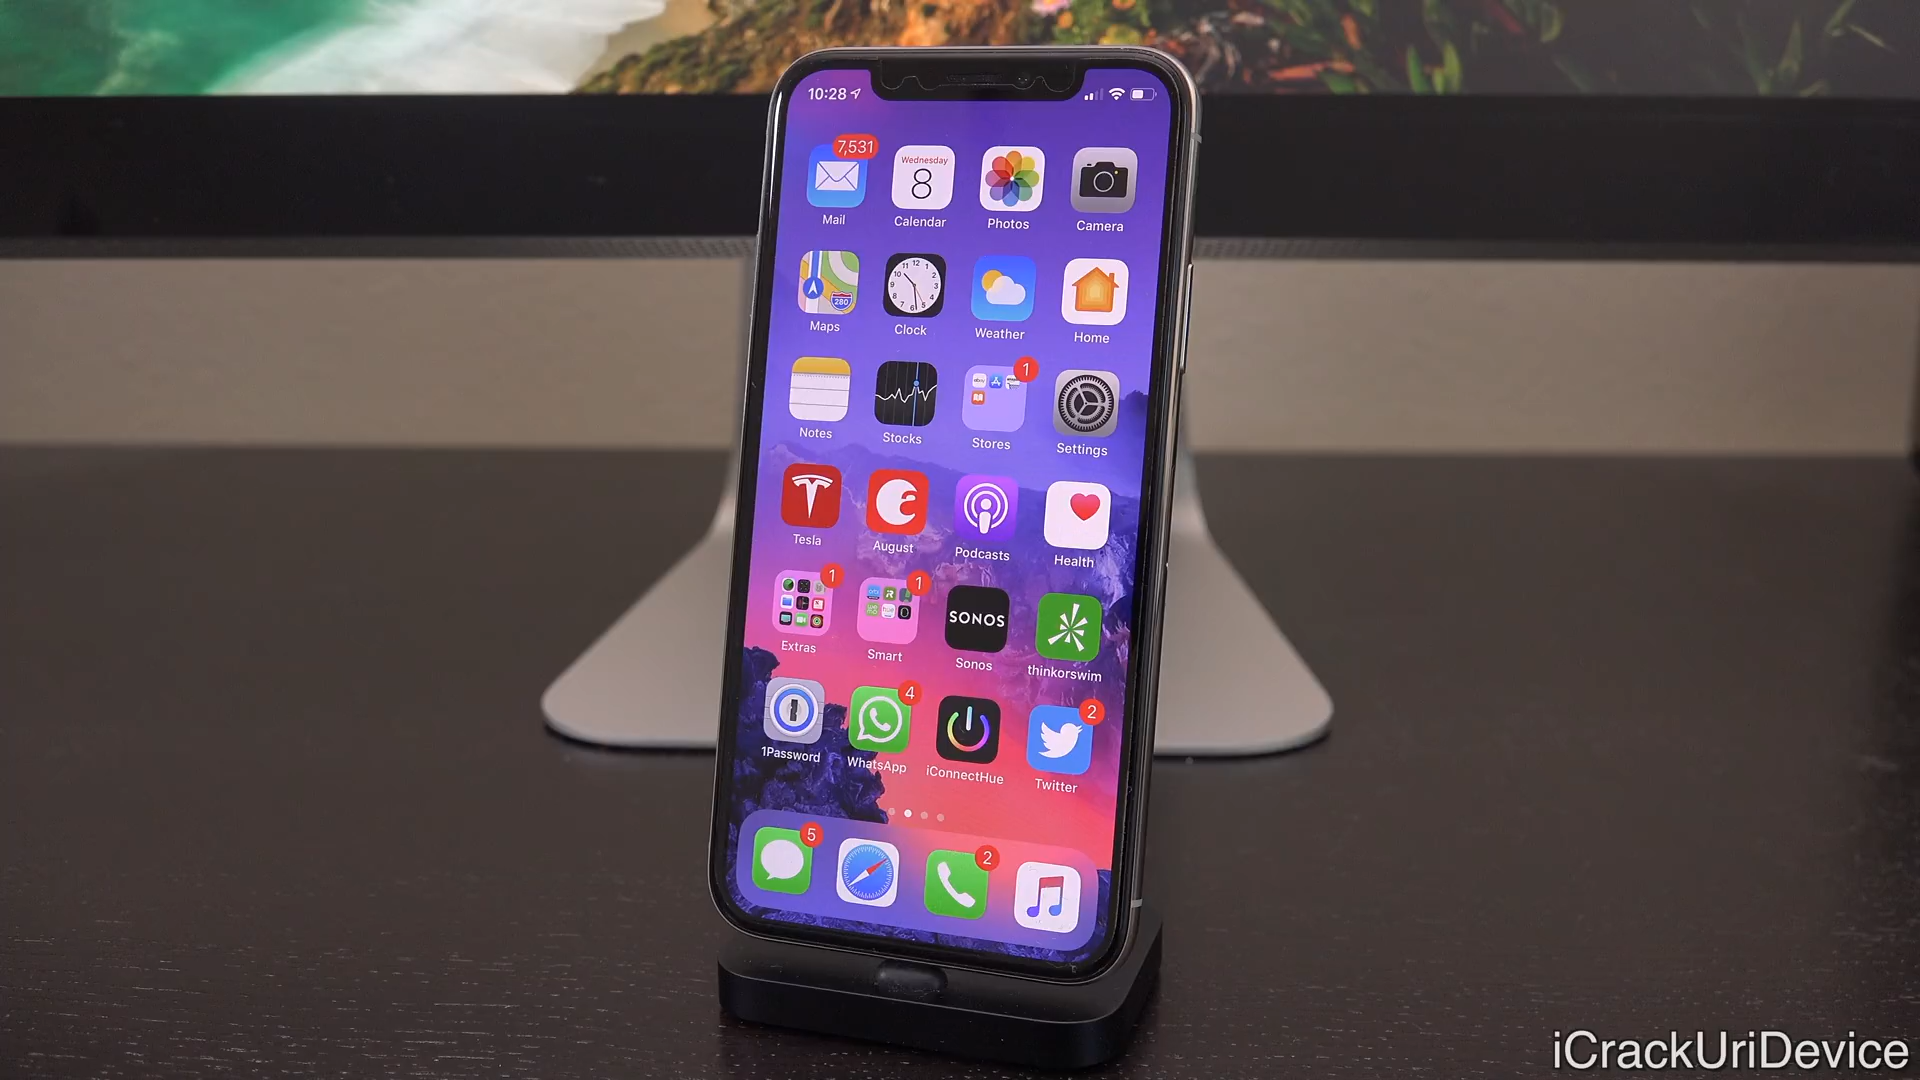 10:28
7,531
Wednesday
8
Mail
Calendar
Photos
Camera
280
Maps
Clock
Weather
Home
1
Notes
Stocks
Stores
Settings
Tesla
August
Podcasts
Health
1
1
SONOS
Extras
Smart
Sonos
thinkorswim
4
2
1Password
WhatsApp
iConnectHue
Twitter
5
2
iCrackUriDevice